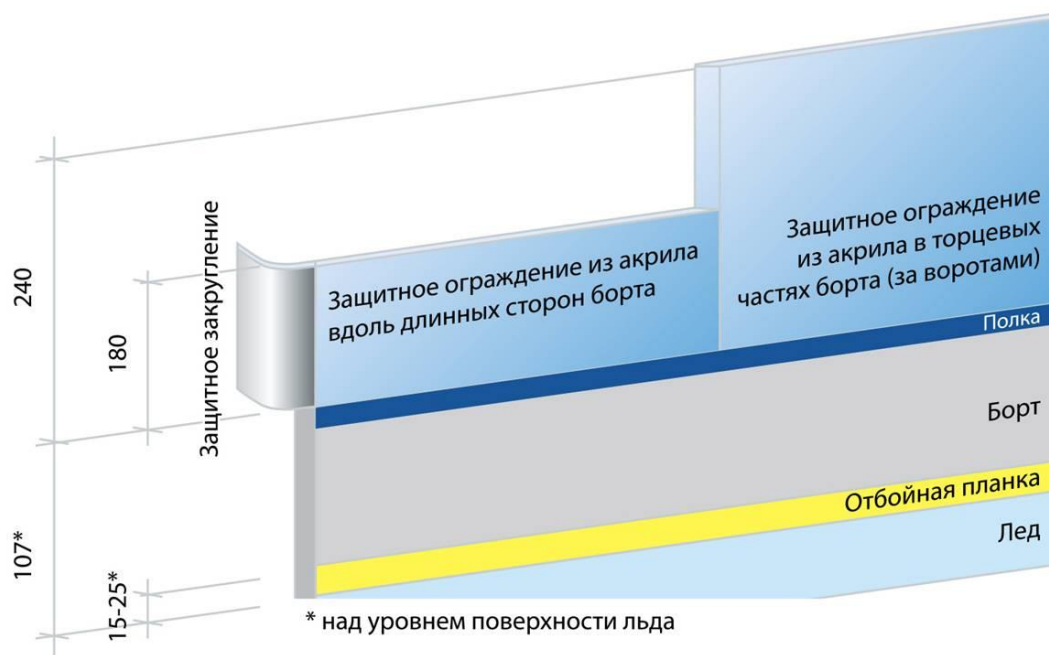 240
180
107*
15-25*
Защитное закругление
Защитное ограждение из акрила
вдоль длинных сторон борта
Защитное ограждение
из акрила в торцевых
частях борта (за воротами)
Полка
Борт
Отбойная планка
Лед
* над уровнем поверхности льда